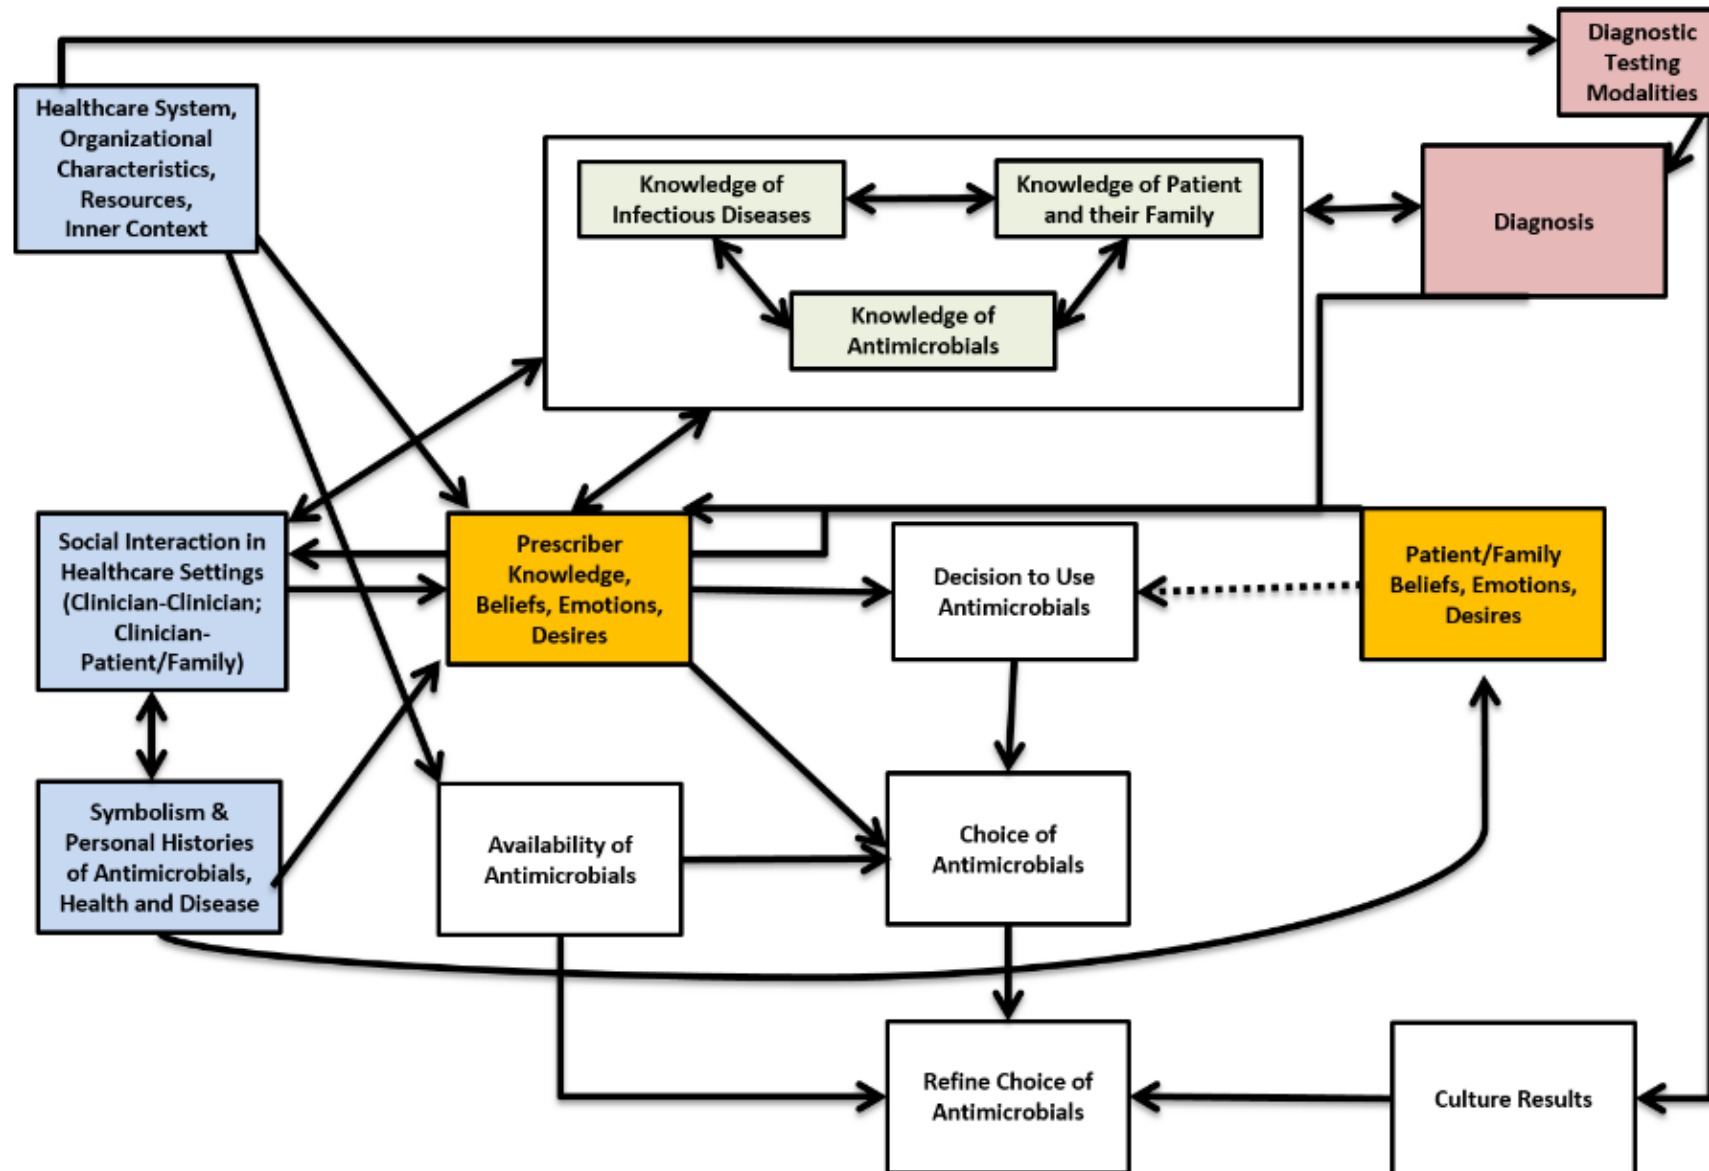 Diagnostic
Testing
Modalities
Healthcare System,
Organizational
Characteristics,
Resources,
Inner Context
Knowledge of
Infectious Diseases
Knowledge of Patient
and their Family
Diagnosis
Knowledge of
Antimicrobials
Social Interaction in
Healthcare Settings
(Clinician-Clinician;
Clinician-
Patient/Family)
Prescriber
Knowledge,
Beliefs, Emotions,
Desires
Decision to Use
Antimicrobials
Patient/Family
Beliefs, Emotions,
Desires
Symbolism &
Personal Histories
of Antimicrobials,
Health and Disease
Availability of
Antimicrobials
Choice of
Antimicrobials
Refine Choice of
Antimicrobials
Culture Results